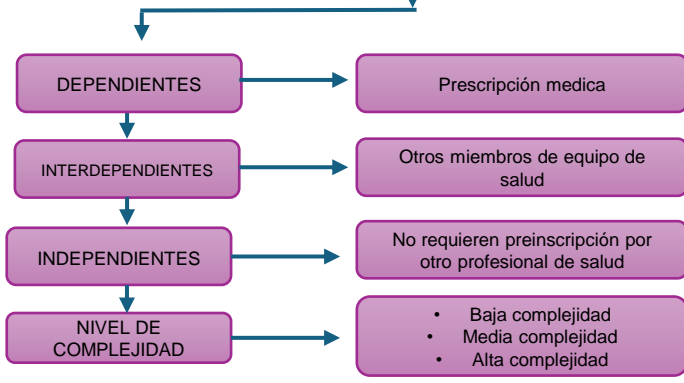 DEPENDIENTES
Prescripción medica
INTERDEPENDIENTES
Otros miembros de equipo de
salud
INDEPENDIENTES
No requieren preinscripción por
otro profesional de salud
NIVEL DE
COMPLEJIDAD
• Baja complejidad
• Media complejidad
• Alta complejidad